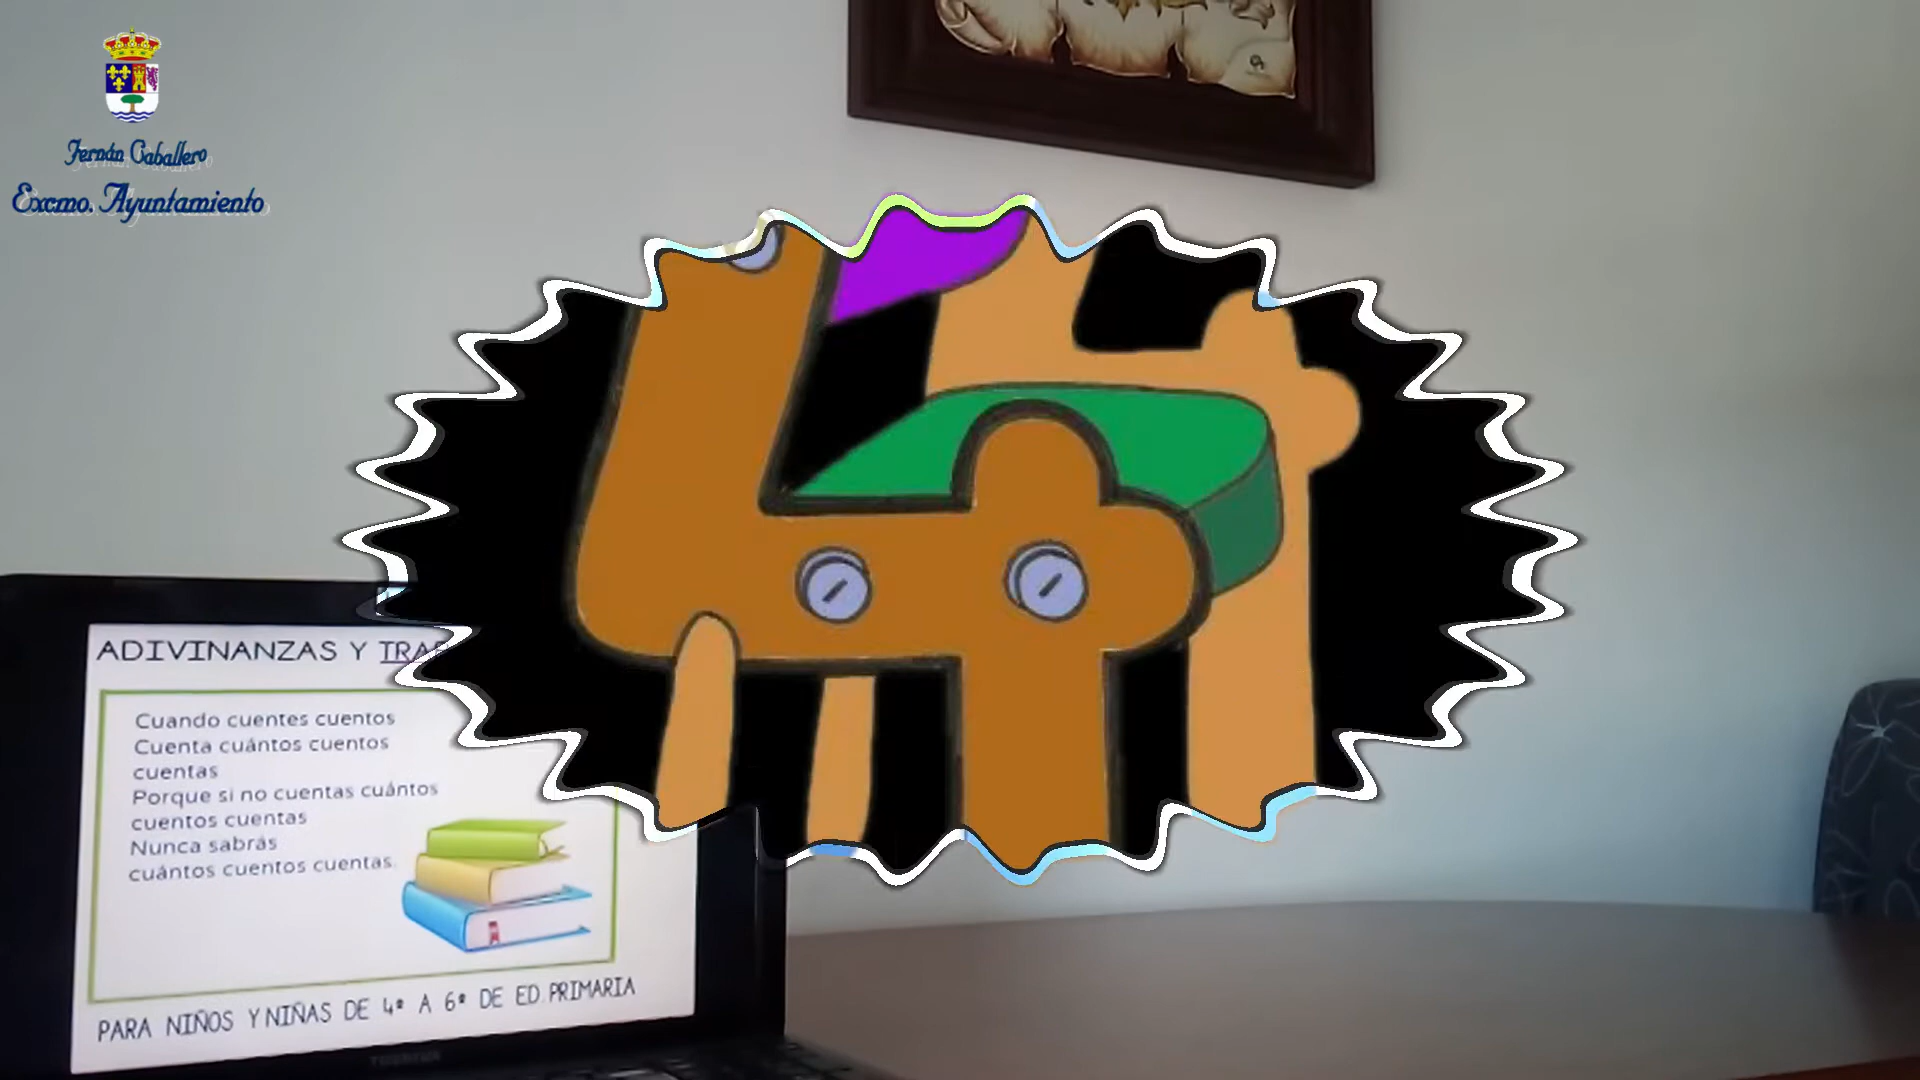 Fernán Caballero
Excmo. Ayuntamiento
ADIVINANZAS Y
Cuando cuentes cuentos
Cuenta cuántos cuentos
cuentas
Porque si no cuentas cuántos
cuentos cuentas
Nunca sabrás
cuántos cuentos cuentas.
PARA NIÑOS Y NIÑAS DE 4º A 6º DE ED. PRIMARIA